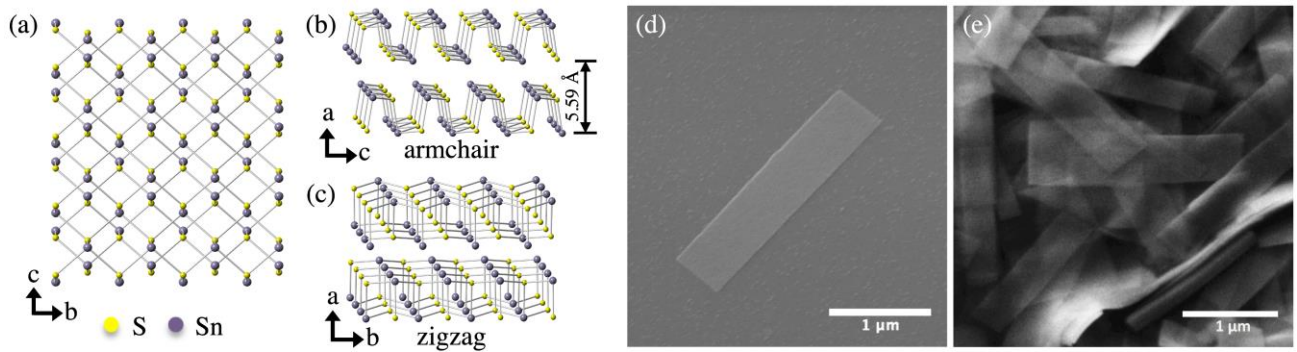 (a)
c
b
S
Sn
(b)
5.59 Å
a
c
armchair
(c)
a
b
zigzag
(d)
1 μm
(e)
1 μm